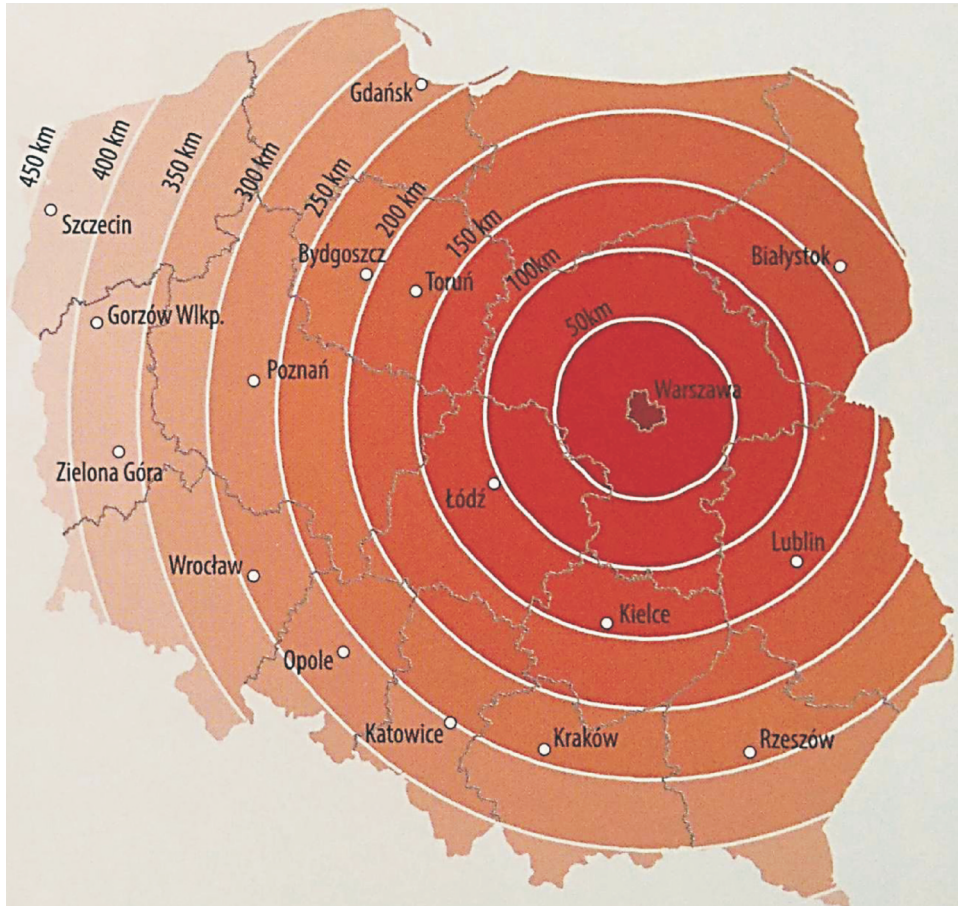 Gdańsk
450 km
400 km
350 km
300 km
250 km
200 km
150 km
100km
50km
Szczecin
Bydgoszcz
Toruń
Białystok
Gorzów Wlkp.
Poznań
Warszawa
Zielona Góra
Łódź
Lublin
Wrocław
Kielce
Opole
Katowice
Kraków
Rzeszów